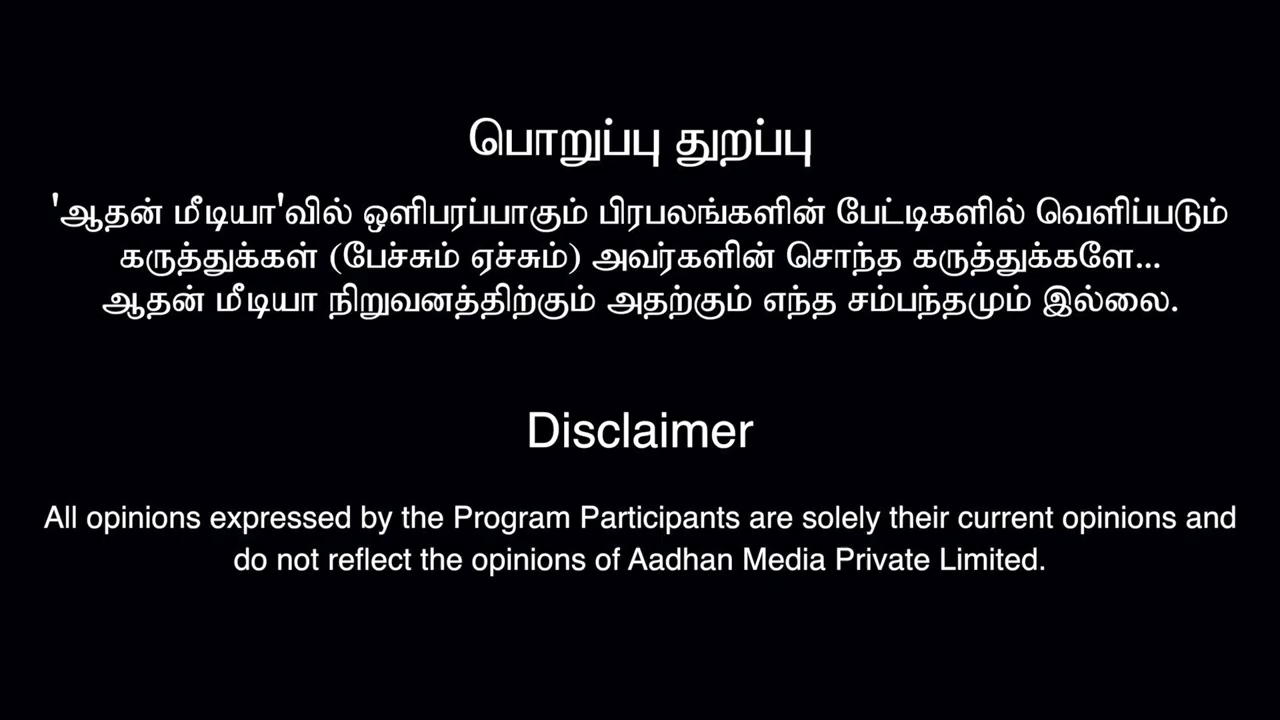 பொறுப்பு துறப்பு
'ஆதன் மீடியா'வில் ஒளிபரப்பாகும் பிரபலங்களின் பேட்டிகளில் வெளிப்படும்
கருத்துக்கள் (பேச்சும் ஏச்சும்) அவர்களின் சொந்த கருத்துக்களே...
ஆதன் மீடியா நிறுவனத்திற்கும் அதற்கும் எந்த சம்பந்தமும் இல்லை.
Disclaimer
All opinions expressed by the Program Participants are solely their current opinions and
do not reflect the opinions of Aadhan Media Private Limited.